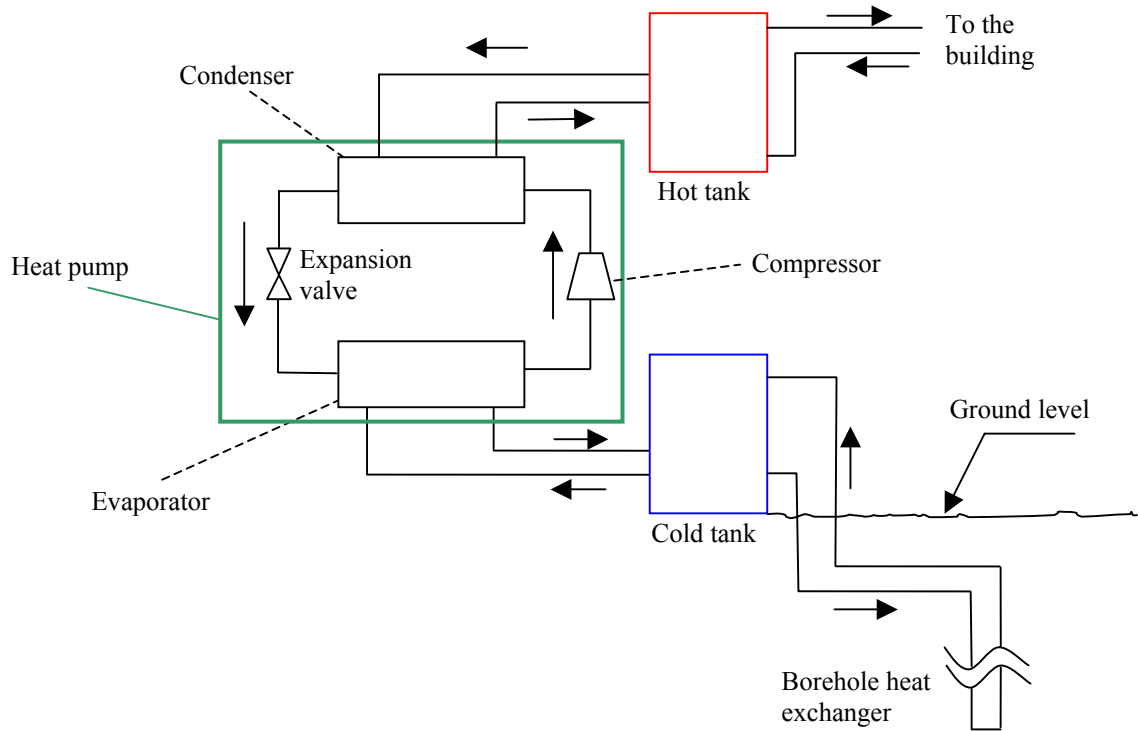 To the
building
Condenser
Hot tank
Expansion
valve
Compressor
Heat pump
Ground level
Evaporator
Cold tank
Borehole heat
exchanger